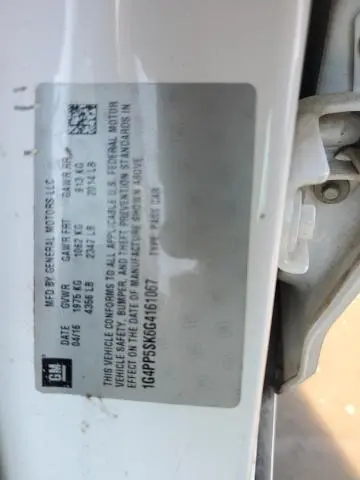 GM
MFD BY GENERAL MOTORS LLC
DATE GVWR GAWR FRT GAWR RR
04/16 1975 KG 1062 KG 913 KG
4356 LB 2342 LB 2014 LB
THIS VEHICLE CONFORMS TO ALL APPLICABLE U.S. FEDERAL MOTOR
VEHICLE SAFETY, BUMPER, AND THEFT PREVENTION STANDARDS IN
EFFECT ON THE DATE OF MANUFACTURE SHOWN ABOVE
1G4PP5SK6G4161067 TYPE: PASS CAR